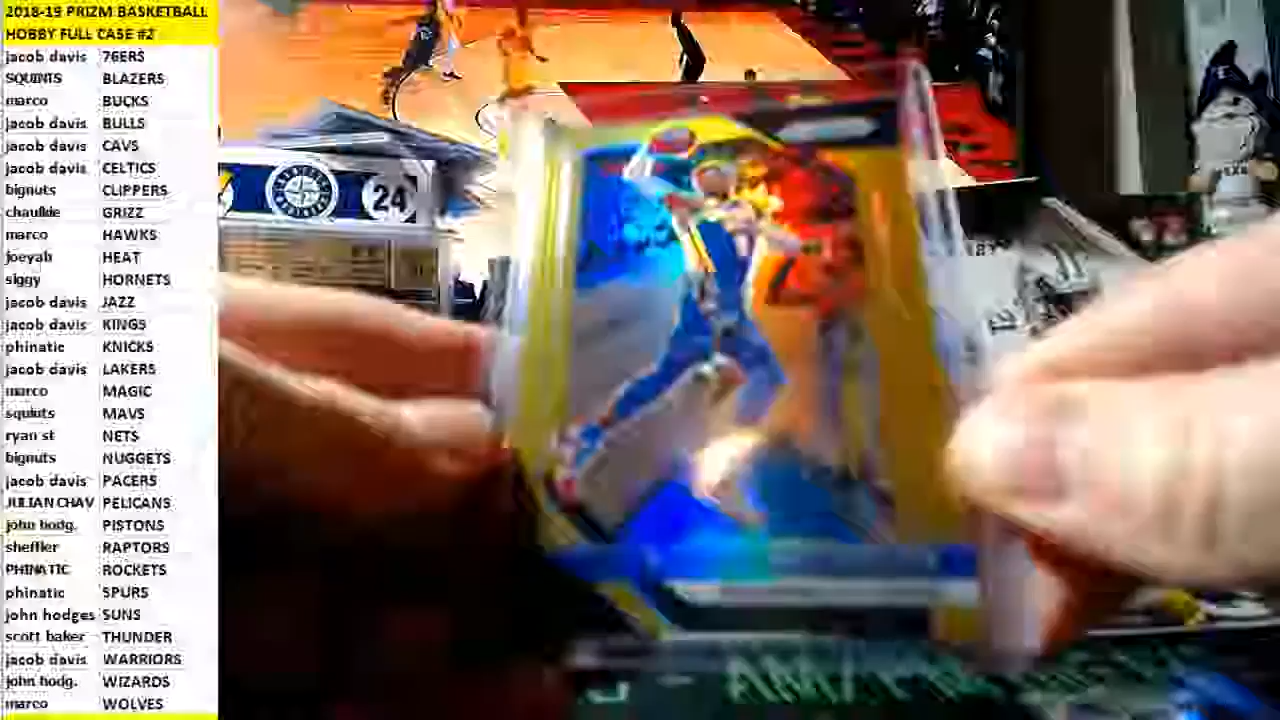 2018-19 PRIZM BASKETBALL
HOBBY FULL CASE #2
jacob davis 76ERS
SQUINTS BLAZERS
marco BUCKS
jacob davis BULLS
jacob davis CAVS
jacob davis CELTICS
bignuts CLIPPERS
chaulkie GRIZZ
marco HAWKS
joeyah HEAT
siggy HORNETS
jacob davis JAZZ
jacob davis KINGS
phinatic KNICKS
jacob davis LAKERS
marco MAGIC
squints MAVS
ryan st NETS
bignuts NUGGETS
jacob davis PACERS
JULIAN CHAV PELICANS
john hodg. PISTONS
sheffler RAPTORS
PHINATIC ROCKETS
phinatic SPURS
john hodges SUNS
scott baker THUNDER
jacob davis WARRIORS
john hodg. WIZARDS
marco WOLVES
24